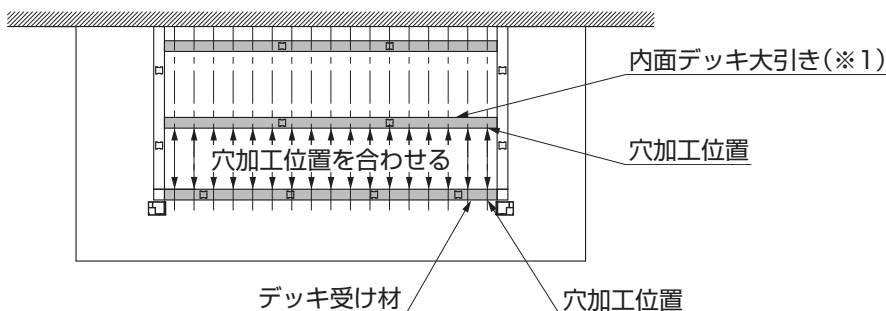 内面デッキ大引き(※1)
穴加工位置
穴加工位置を合わせる
デッキ受け材
穴加工位置